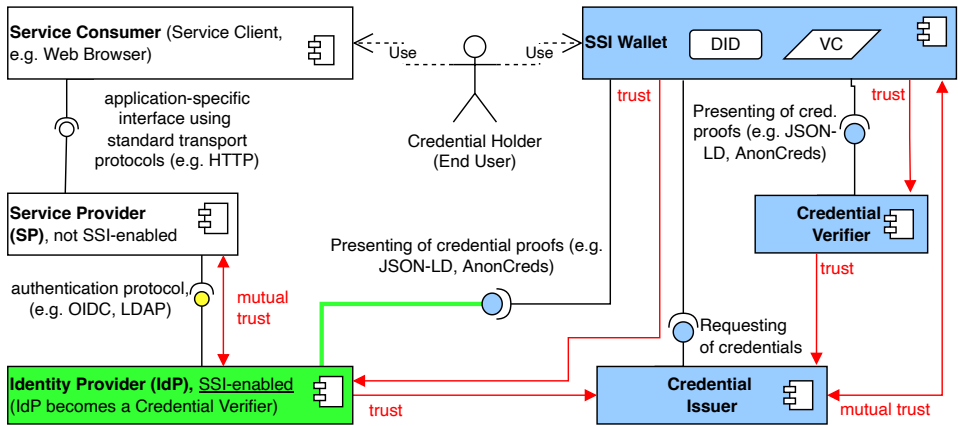 Service Consumer (Service Client,
e.g. Web Browser)
Use
Use
SSI Wallet
DID
VC
application-specific
interface using
standard transport
protocols (e.g. HTTP)
Credential Holder
(End User)
trust
Presenting of cred.
proofs (e.g. JSON-
LD, AnonCreds)
trust
Service Provider
(SP), not SSI-enabled
Credential
Verifier
Presenting of credential proofs (e.g.
JSON-LD, AnonCreds)
trust
authentication protocol,
(e.g. OIDC, LDAP)
mutual
trust
Requesting
of credentials
Identity Provider (IdP), SSI-enabled
(IdP becomes a Credential Verifier)
trust
Credential
Issuer
mutual trust